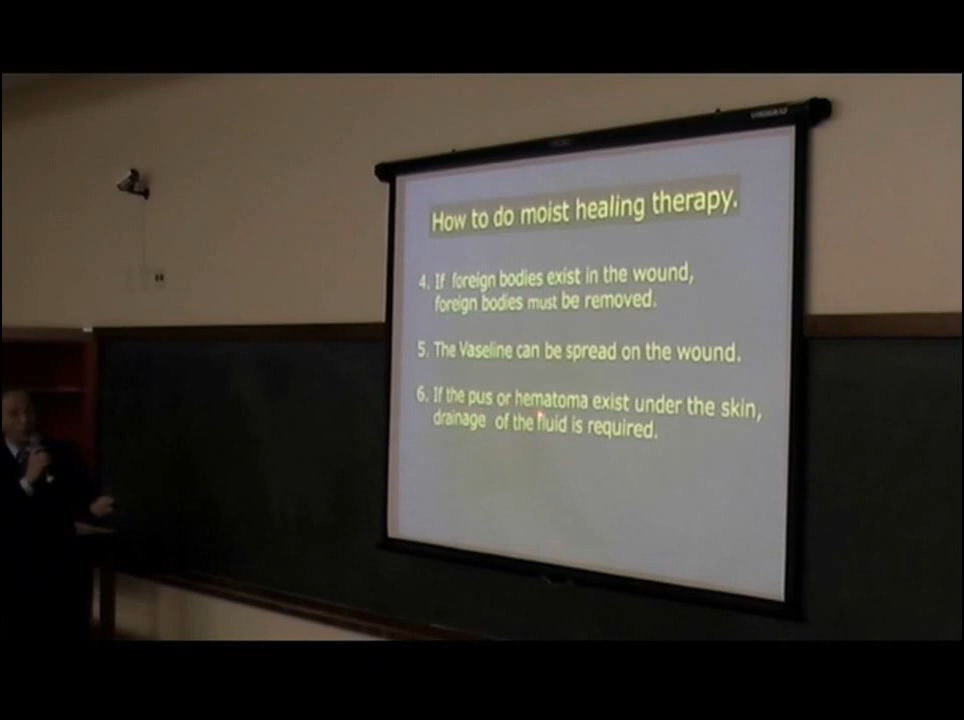 How to do moist healing therapy.
4. If foreign bodies exist in the wound,
foreign bodies must be removed.
5. The Vaseline can be spread on the wound.
6. If the pus or hematoma exist under the skin,
drainage of the fluid is required.